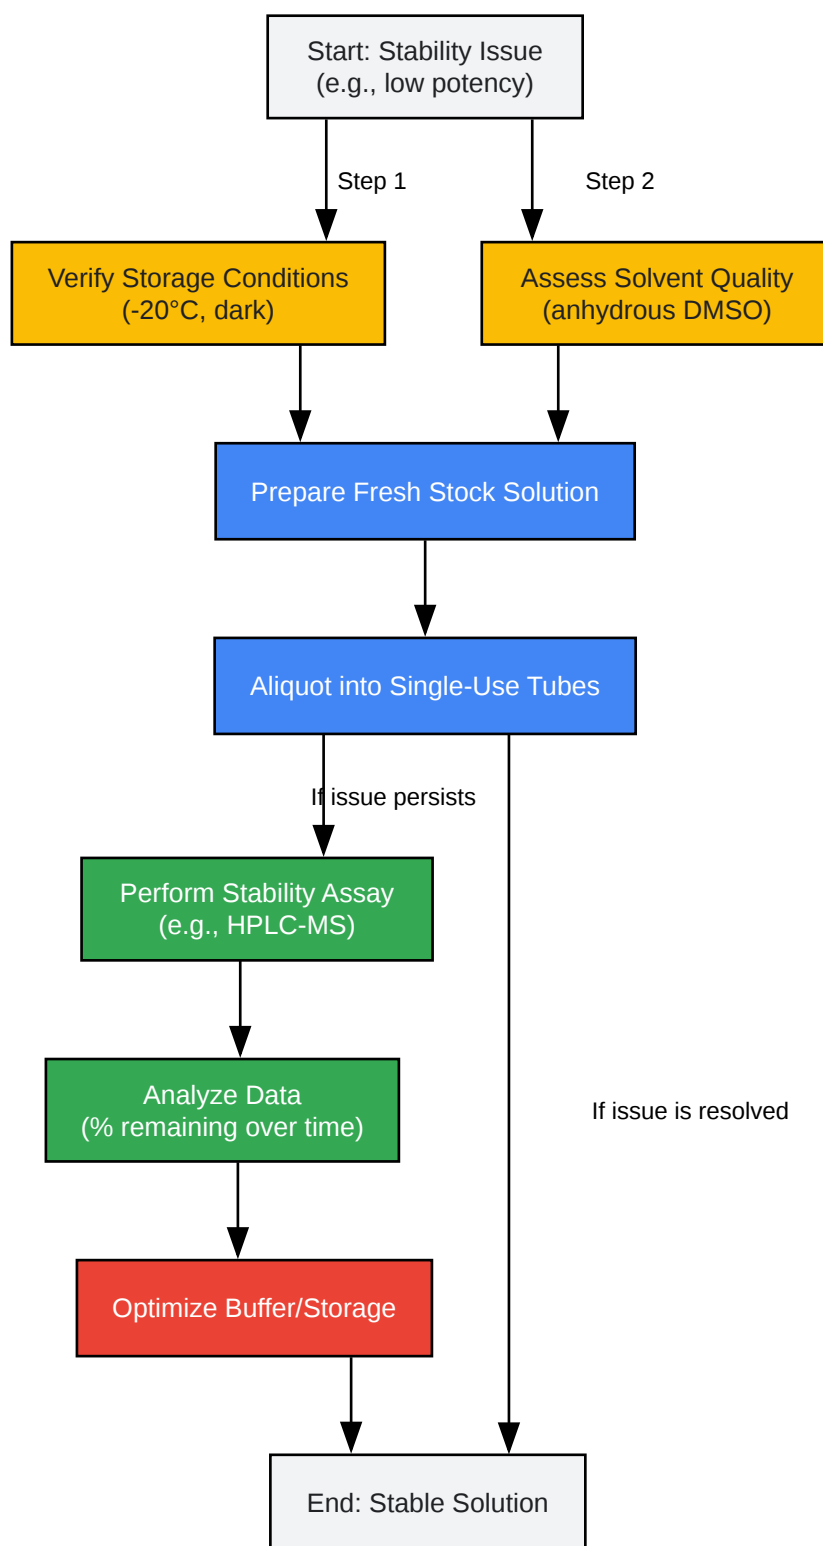 Start: Stability Issue
(e.g., low potency)
Step 1
Step 2
Verify Storage Conditions
(-20°C, dark)
Assess Solvent Quality
(anhydrous DMSO)
Prepare Fresh Stock Solution
Aliquot into Single-Use Tubes
If issue persists
Perform Stability Assay
(e.g., HPLC-MS)
Analyze Data
(% remaining over time)
If issue is resolved
Optimize Buffer/Storage
End: Stable Solution